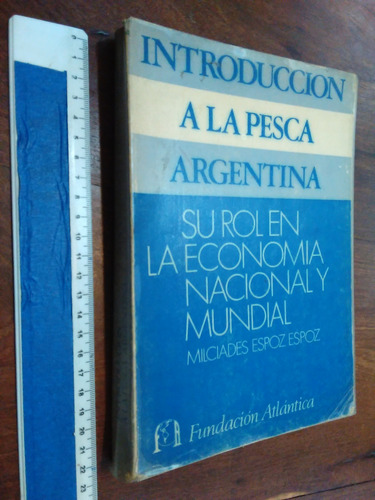 INTRODUCCION
A LA PESCA
ARGENTINA
SU ROL EN
LA ECONOMIA
NACIONAL Y
MUNDIAL
MILCIADES ESPOZ ESPOZ
Fundación Atlántica